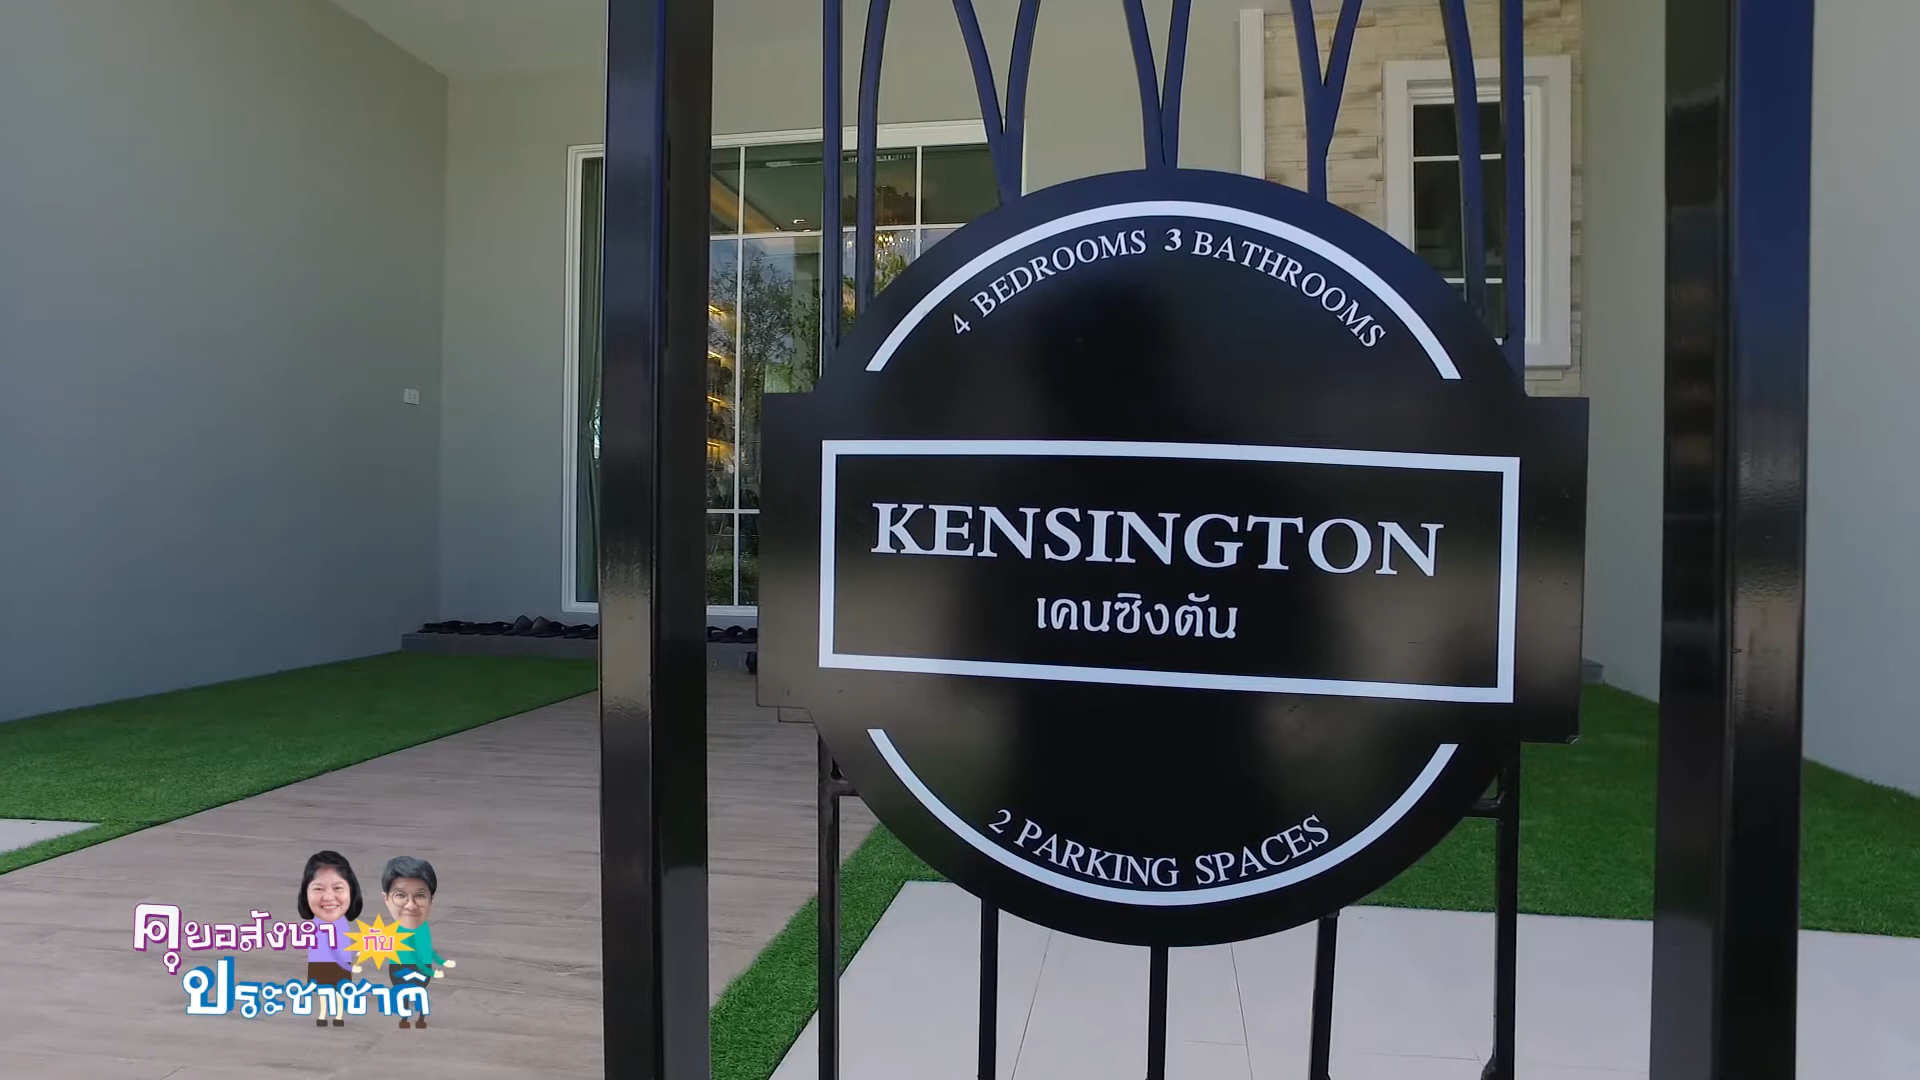 4 BEDROOMS 3 BATHROOMS
KENSINGTON
เคนซิงตัน
2 PARKING SPACES
คุยอสังหา
กับ
ประชาชาติ